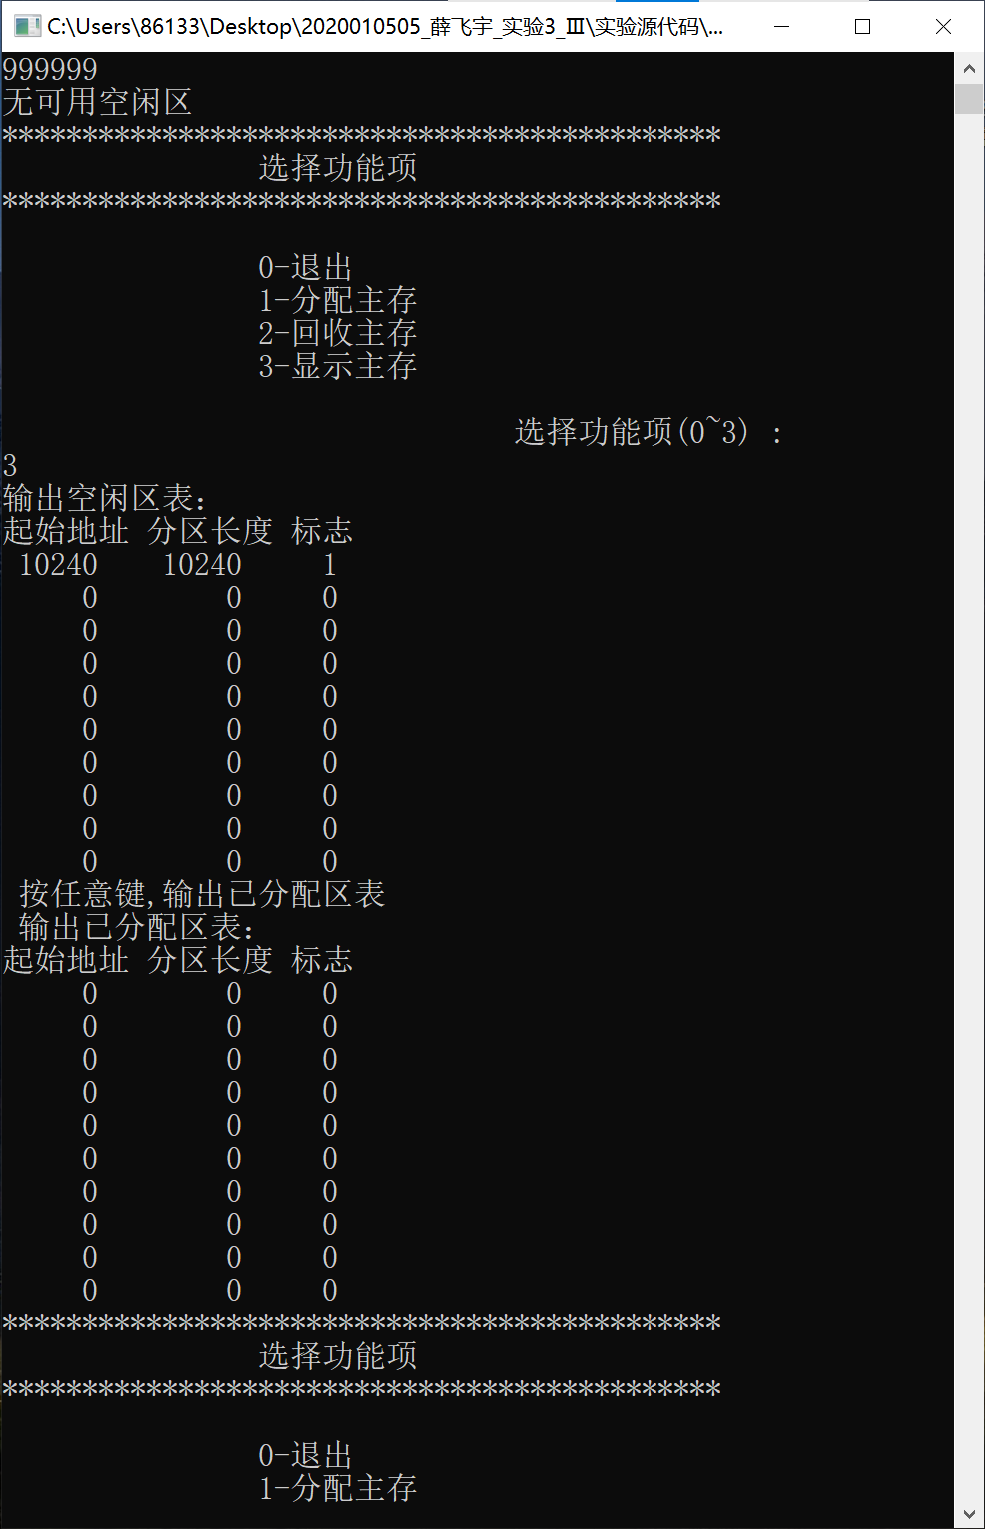 C:\Users\86133\Desktop\2020010505_薛飞宇_实验3_Ⅲ\实验源代码\...
999999
无可用空闲区
*********************************************
选择功能项
*********************************************
0-退出
1-分配主存
2-回收主存
3-显示主存
选择功能项(0~3) :
3
输出空闲区表：
起始地址 分区长度 标志
10240 10240 1
0 0 0
0 0 0
0 0 0
0 0 0
0 0 0
0 0 0
0 0 0
0 0 0
0 0 0
按任意键,输出已分配区表
输出已分配区表：
起始地址 分区长度 标志
0 0 0
0 0 0
0 0 0
0 0 0
0 0 0
0 0 0
0 0 0
0 0 0
0 0 0
0 0 0
*********************************************
选择功能项
*********************************************
0-退出
1-分配主存